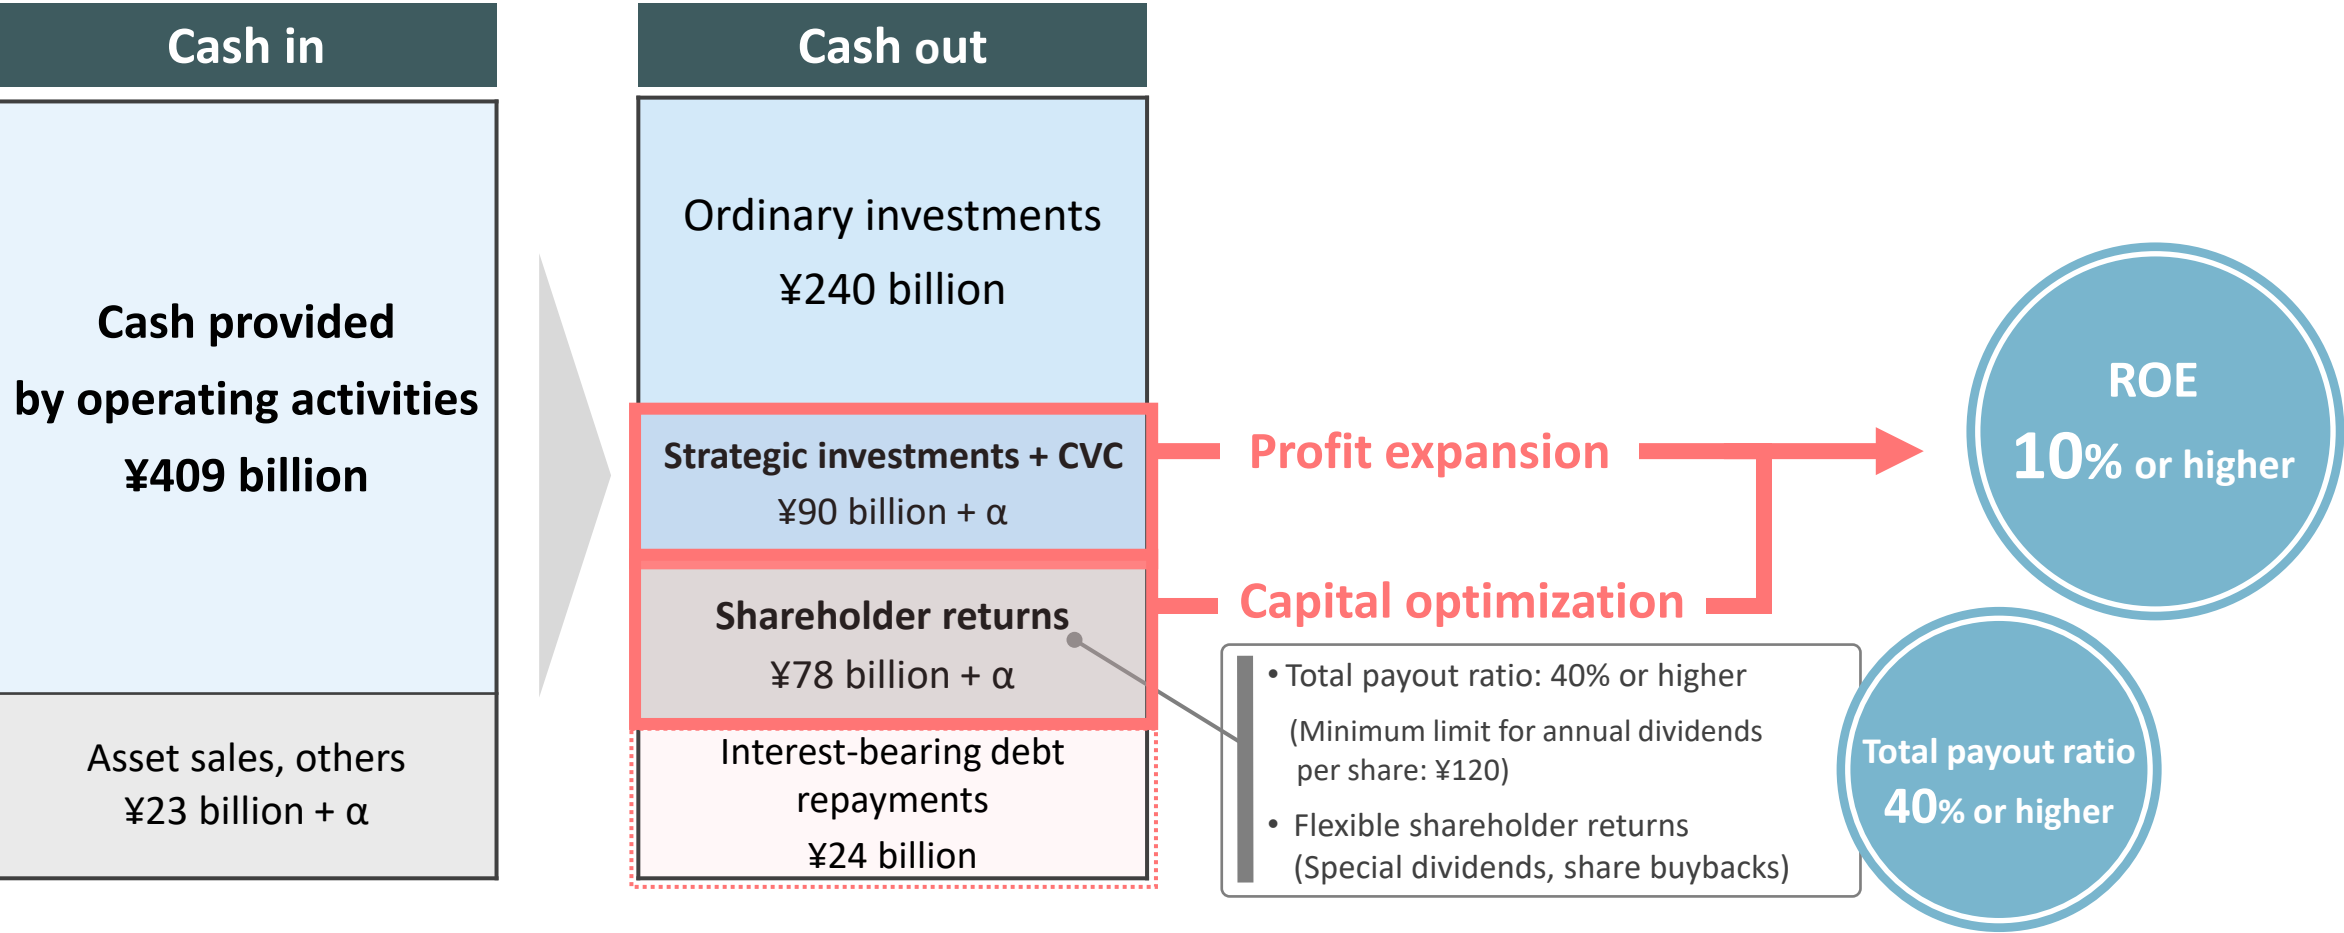 Cash in
Cash provided
by operating activities
¥409 billion
Asset sales, others
¥23 billion + α
Cash out
Ordinary investments
¥240 billion
Strategic investments + CVC
¥90 billion + α
Shareholder returns
¥78 billion + α
Interest-bearing debt
repayments
¥24 billion
Profit expansion
Capital optimization
• Total payout ratio: 40% or higher
(Minimum limit for annual dividends
per share: ¥120)
• Flexible shareholder returns
(Special dividends, share buybacks)
ROE
10% or higher
Total payout ratio
40% or higher